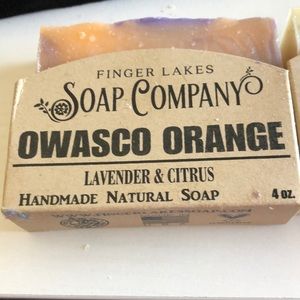 FINGER LAKES
SOAP COMPANY
OWASCO ORANGE
LAVENDER & CITRUS
HANDMADE NATURAL SOAP 4 OZ.